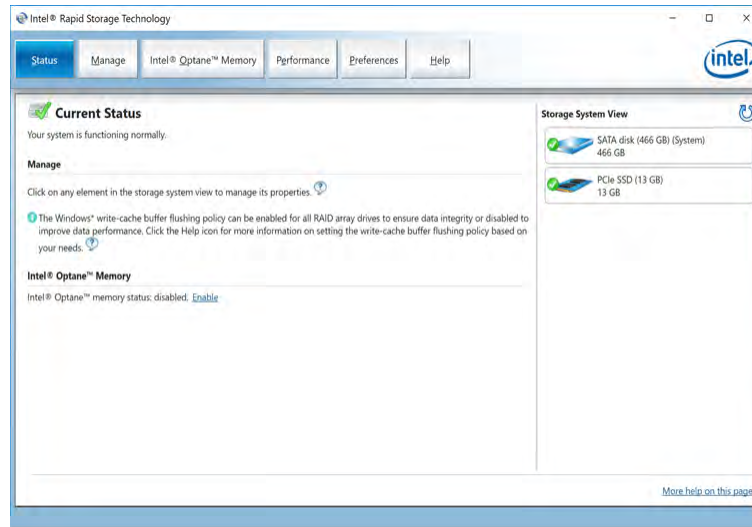 Intel® Rapid Storage Technology
Status
Manage
Intel® Optane™ Memory
Performance
Preferences
Help
intel.
Current Status
Your system is functioning normally.
Manage
Click on any element in the storage system view to manage its properties.
The Windows* write-cache buffer flushing policy can be enabled for all RAID array drives to ensure data integrity or disabled to
improve data performance. Click the Help icon for more information on setting the write-cache buffer flushing policy based on
your needs.
Intel® Optane™ Memory
Intel® Optane™ memory status: disabled. Enable
Storage System View
SATA disk (466 GB) (System)
466 GB
PCIe SSD (13 GB)
13 GB
More help on this page